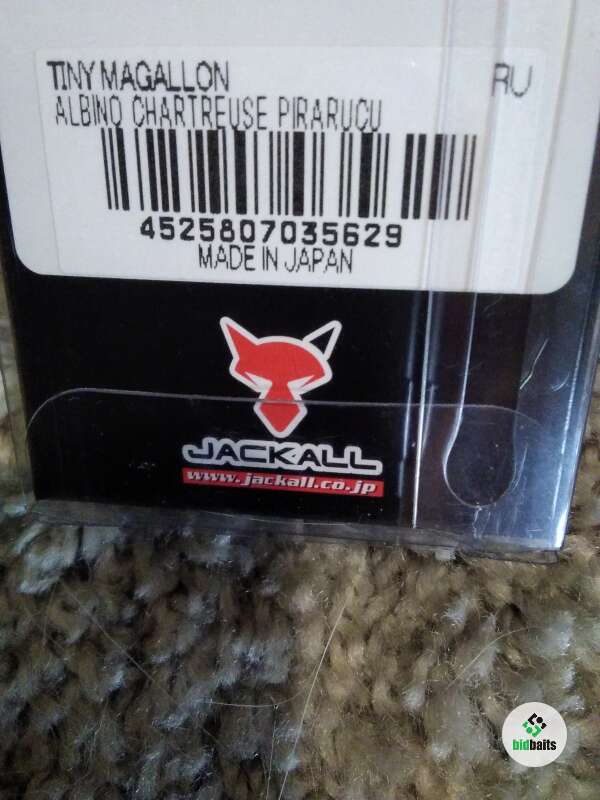 TINY MAGALLON RU
ALBINO CHARTREUSE PIRARUCU
4525807035629
MADE IN JAPAN
JACKALL
www.jackall.co.jp
bidbaits